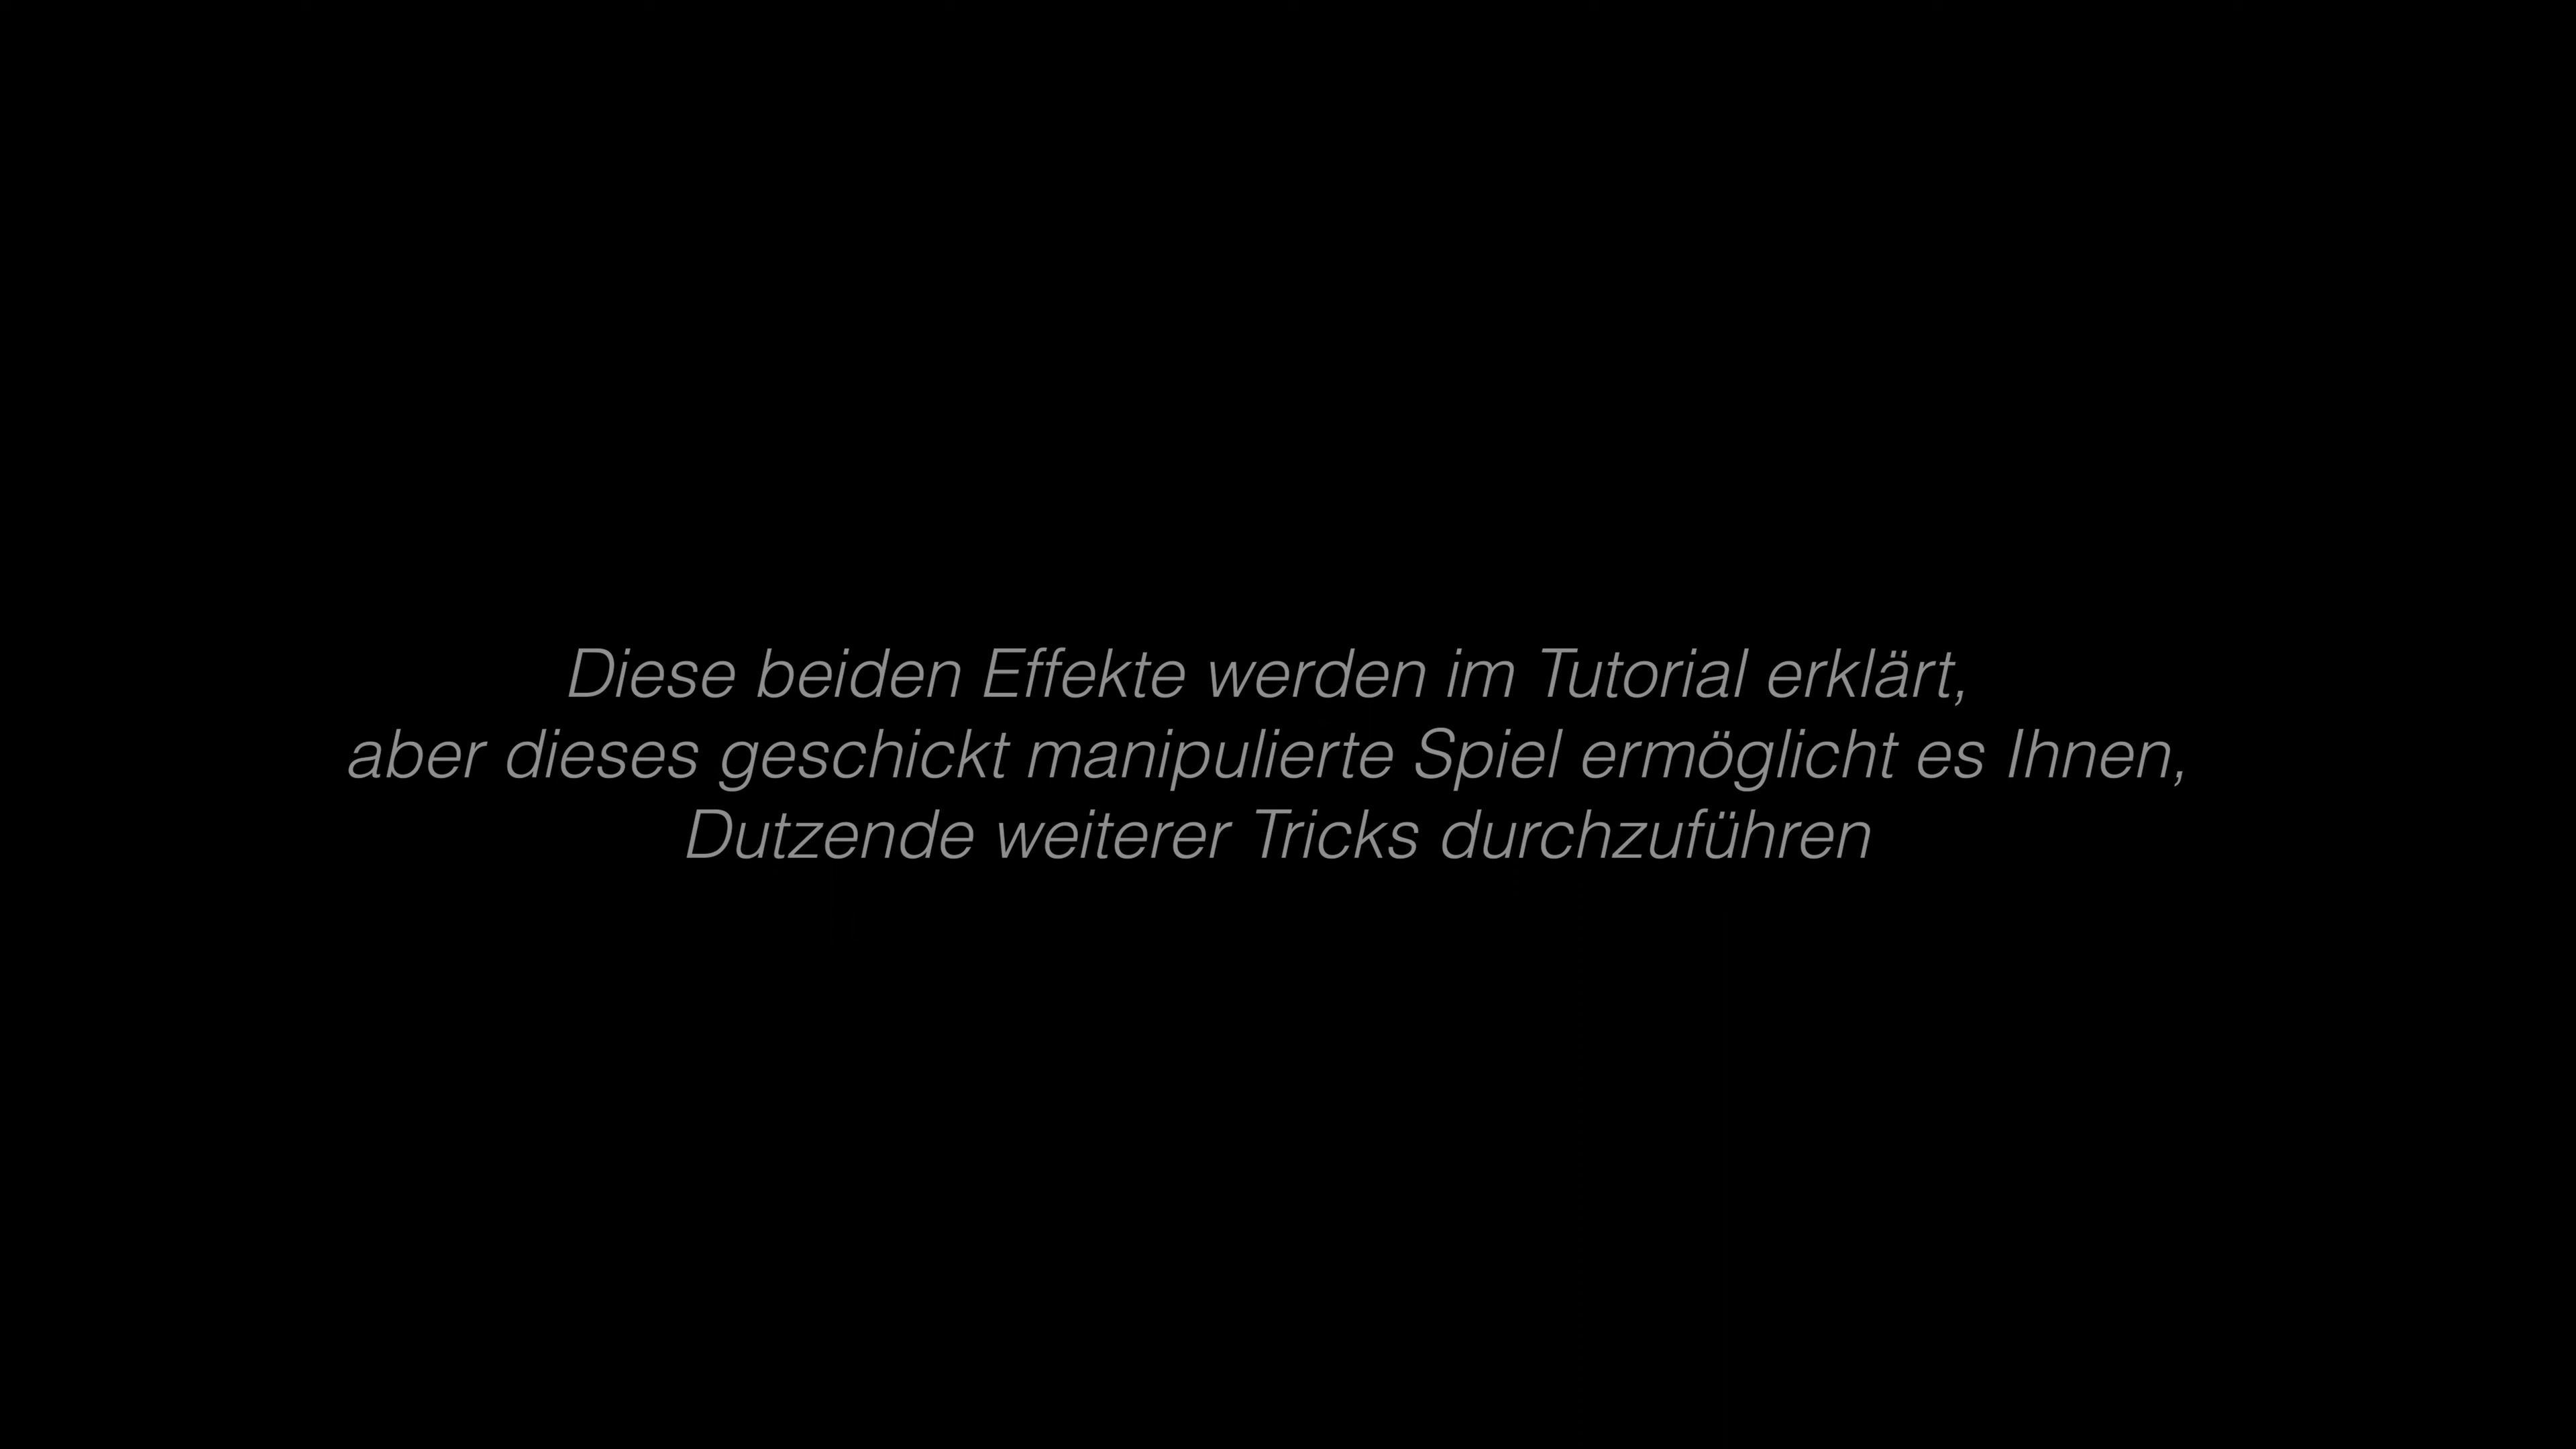 Diese beiden Effekte werden im Tutorial erklärt,
aber dieses geschickt manipulierte Spiel ermöglicht es Ihnen,
Dutzende weiterer Tricks durchzuführen